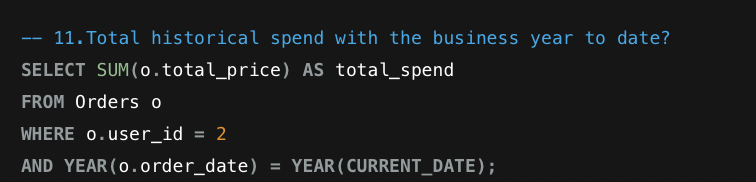 -- 11.Total historical spend with the business year to date?
SELECT SUM(o.total_price) AS total_spend
FROM Orders o
WHERE o.user_id = 2
AND YEAR(o.order_date) = YEAR(CURRENT_DATE);